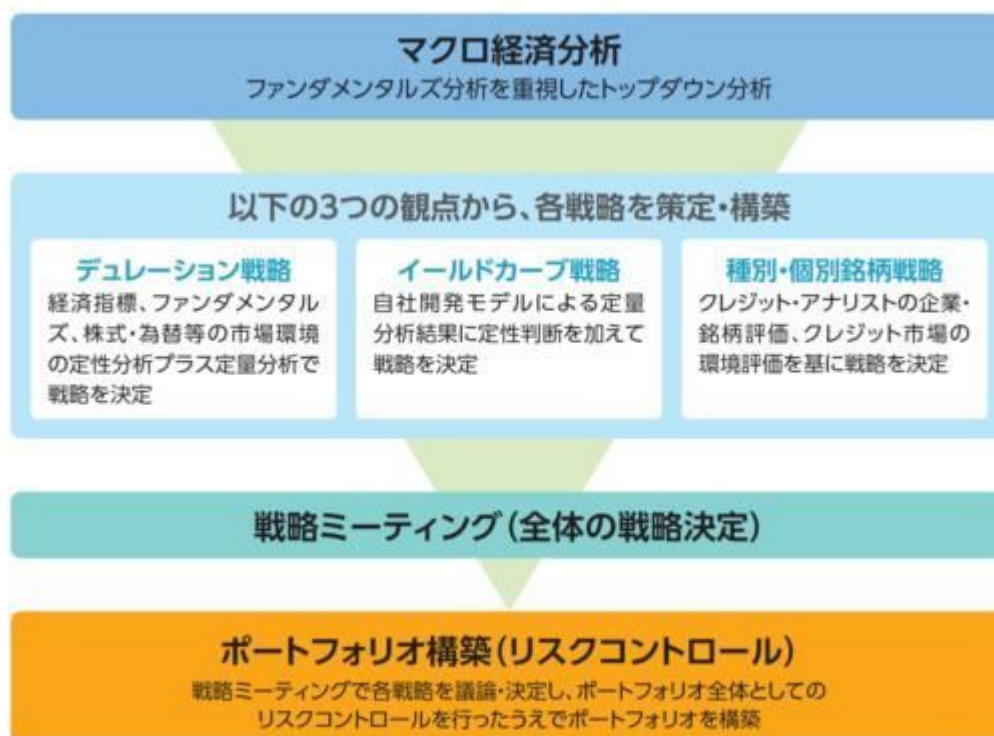 マクロ経済分析
ファンダメンタルズ分析を重視したトップダウン分析
以下の3つの観点から、各戦略を策定・構築
デュレーション戦略
経済指標、ファンダメンタル
ズ、株式・為替等の市場環境
の定性分析プラス定量分析で
戦略を決定
イールドカーブ戦略
自社開発モデルによる定量
分析結果に定性判断を加えて
戦略を決定
種別・個別銘柄戦略
クレジット・アナリストの企業・
銘柄評価、クレジット市場の
環境評価を基に戦略を決定
戦略ミーティング(全体の戦略決定)
ポートフォリオ構築(リスクコントロール)
戦略ミーティングで各戦略を議論・決定し、ポートフォリオ全体としての
リスクコントロールを行ったうえでポートフォリオを構築